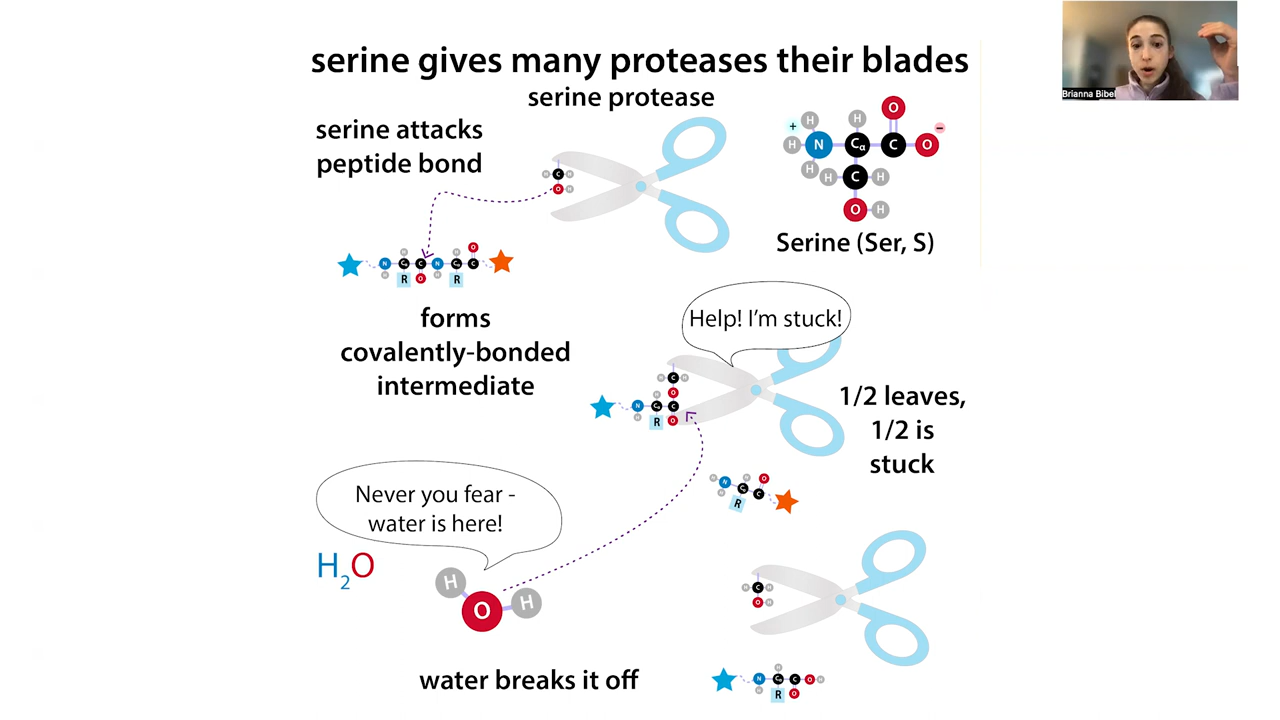 serine gives many proteases their blades
serine protease
serine attacks
peptide bond
H
H
C
H
O
H
+
H
H
N
H
H
Cα
C
O
O
−
H
C
H
O
H
Serine (Ser, S)
N
H
H
C
R
C
O
N
H
H
C
R
O
C
forms
covalently-bonded
intermediate
Help! I'm stuck!
H
C
H
O
N
H
H
C
R
C
O
1/2 leaves,
1/2 is
stuck
H
N
H
H
C
R
O
C
Never you fear -
water is here!
H2O
H
O
H
H
C
H
O
H
water breaks it off
N
H
H
C
R
C
O
O
H
Brianna Bibel